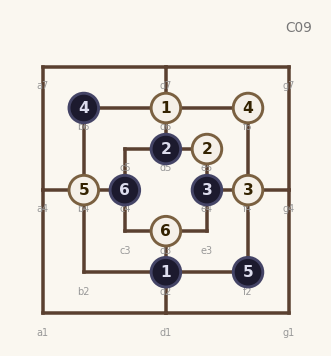 C09
a7 d7 g7
4 1 4
b6 d6 f6
2 2
c5 d5 e5
5 6 3 3
a4 b4 c4 e4 f4 g4
6
c3 d3 e3
1 5
b2 d2 f2
a1 d1 g1